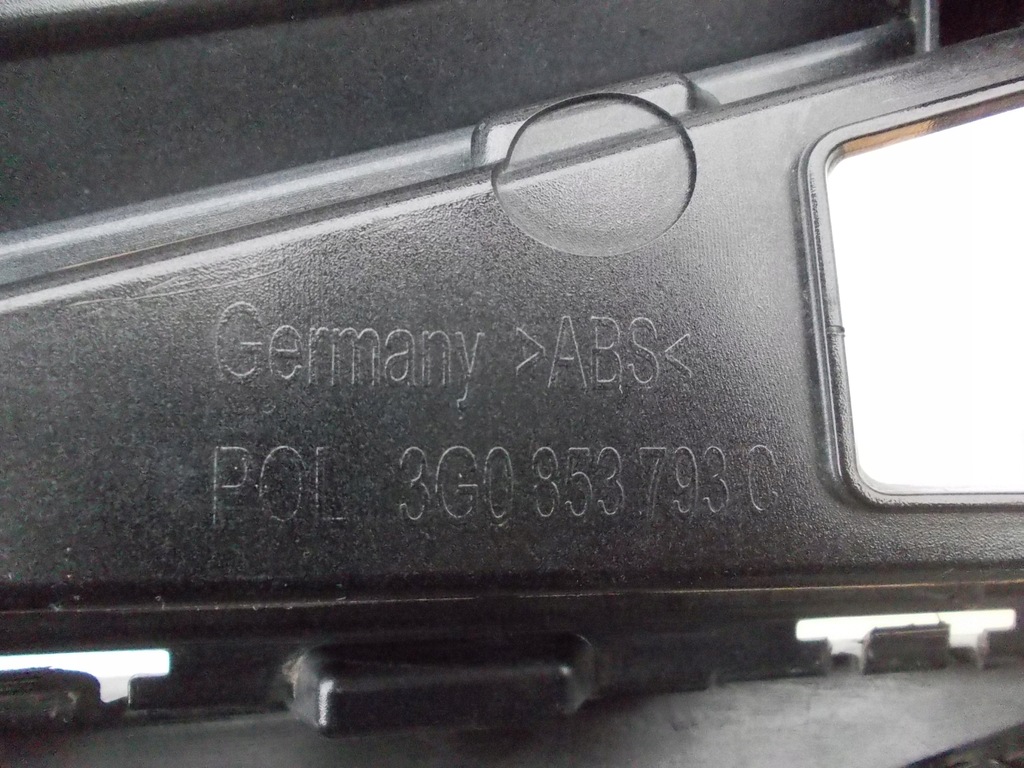 Germany >ABS<
POL 3G0 853 793 C